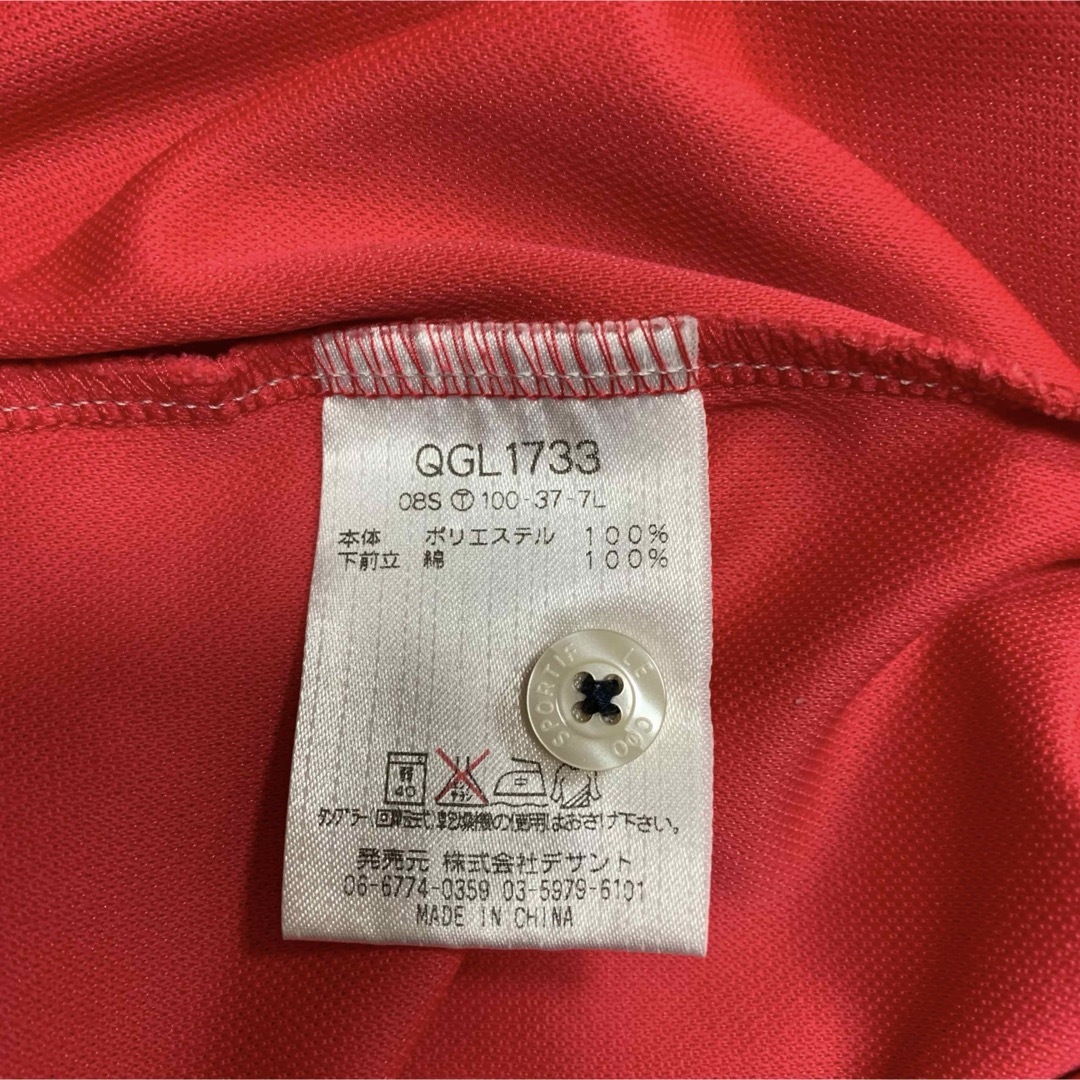 QGL1733
08S Ⓣ 100-37-7L
本体 ポリエステル 100%
下前立 綿 100%
LE COQ SPORTIF
弱 40
中
タンブラー(回転式)乾燥機の使用はおさけ下さい。
発売元 株式会社デサント
06-6774-0359 03-5979-6101
MADE IN CHINA